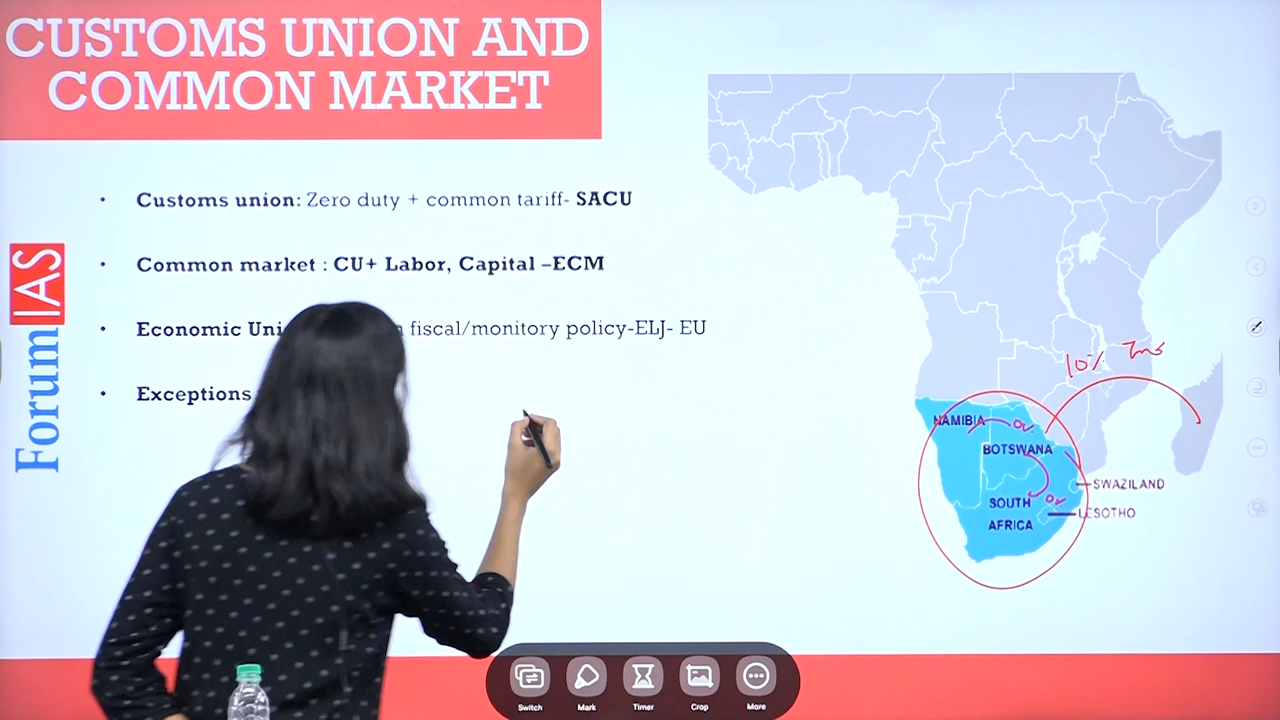 CUSTOMS UNION AND
COMMON MARKET
• Customs union: Zero duty + common tariff- SACU
• Common market : CU+ Labor, Capital –ECM
• Economic Uni fiscal/monitory policy-ELJ- EU
• Exceptions
Forum IAS
10%
NAMIBIA
BOTSWANA
SWAZILAND
SOUTH
AFRICA
LESOTHO
Switch
Mark
Timer
Crop
More